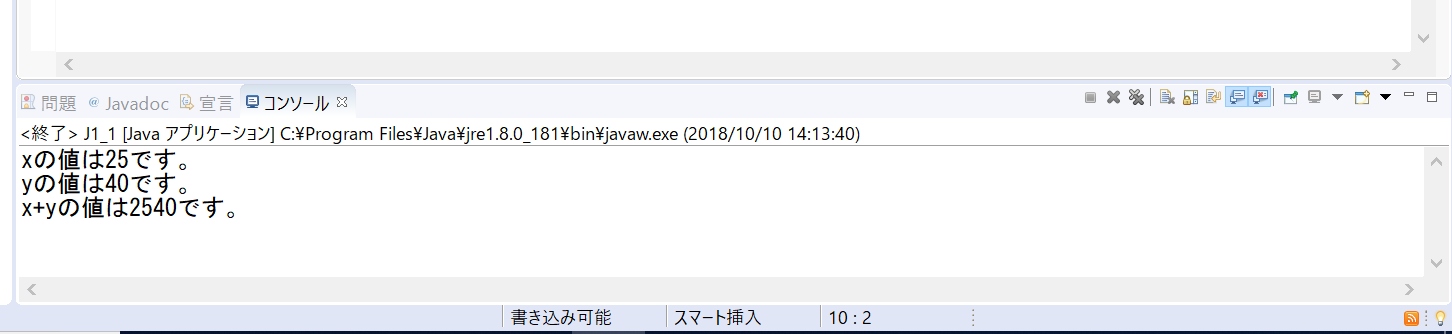 問題 @ Javadoc 宣言 コンソール
<終了> J1_1 [Java アプリケーション] C:¥Program Files¥Java¥jre1.8.0_181¥bin¥javaw.exe (2018/10/10 14:13:40)
xの値は25です。
yの値は40です。
x+yの値は2540です。
書き込み可能 スマート挿入 10 : 2